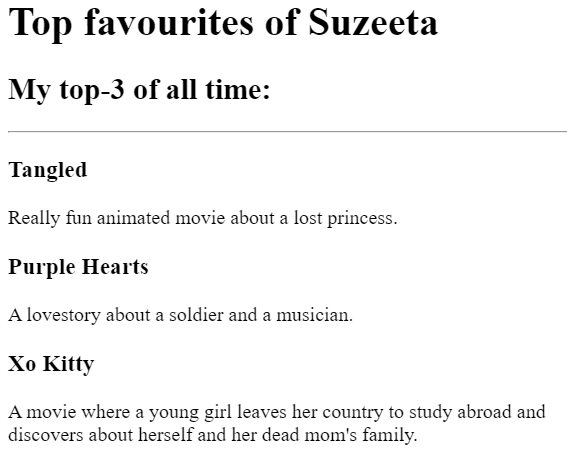 Top favourites of Suzeeta
My top-3 of all time:
Tangled
Really fun animated movie about a lost princess.
Purple Hearts
A lovestory about a soldier and a musician.
Xo Kitty
A movie where a young girl leaves her country to study abroad and
discovers about herself and her dead mom's family.